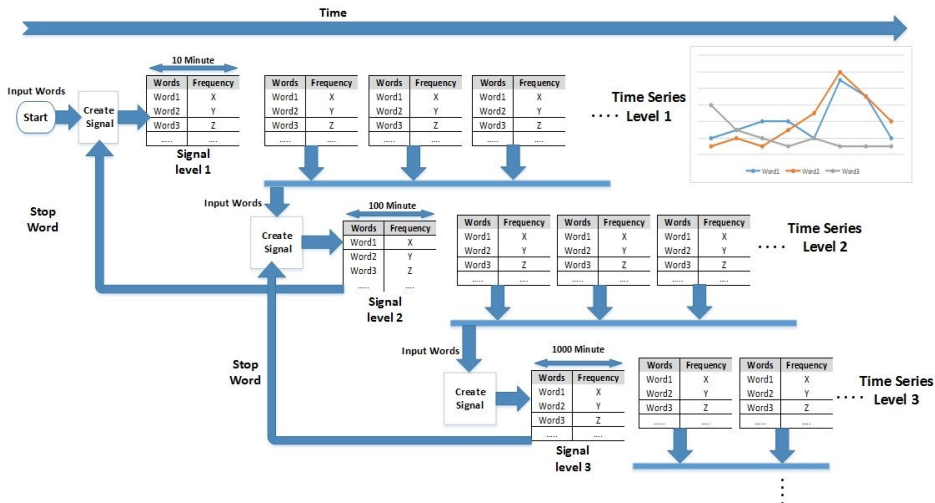 Time
10 Minute
Input Words
Start
Create
Signal
Words Frequency
Word1 X
Word2 Y
Word3 Z
..... ....
Signal
level 1
Words Frequency
Word1 X
Word2 Y
Word3 Z
..... ....
Words Frequency
Word1 X
Word2 Y
Word3 Z
..... ....
Words Frequency
Word1 X
Word2 Y
Word3 Z
..... ....
.... Time Series
Level 1
Word1 Word2 Word3
Stop
Word
Input Words
Create
Signal
100 Minute
Words Frequency
Word1 X
Word2 Y
Word3 Z
..... ....
Signal
level 2
Words Frequency
Word1 X
Word2 Y
Word3 Z
..... ....
Words Frequency
Word1 X
Word2 Y
Word3 Z
..... ....
Words Frequency
Word1 X
Word2 Y
Word3 Z
..... ....
.... Time Series
Level 2
Stop
Word
Input Words
Create
Signal
1000 Minute
Words Frequency
Word1 X
Word2 Y
Word3 Z
..... ....
Signal
level 3
Words Frequency
Word1 X
Word2 Y
Word3 Z
..... ....
Words Frequency
Word1 X
Word2 Y
Word3 Z
..... ....
.... Time Series
Level 3